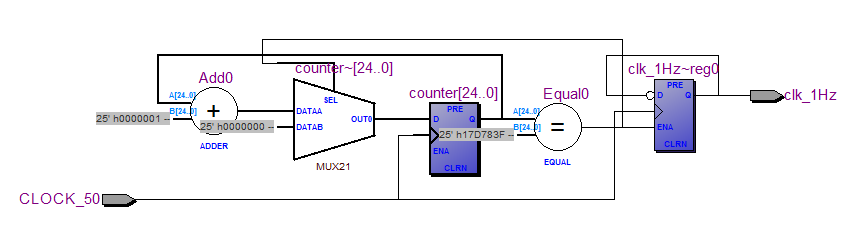 Add0
A[24..0]
B[24..0]
25' h0000001 --
+
ADDER
counter~[24..0]
SEL
DATAA
25' h0000000 --
DATAB
OUT0
MUX21
counter[24..0]
PRE
D
Q
ENA
CLRN
Equal0
A[24..0]
25' h17D783F --
B[24..0]
=
EQUAL
clk_1Hz~reg0
PRE
D
Q
ENA
CLRN
clk_1Hz
CLOCK_50